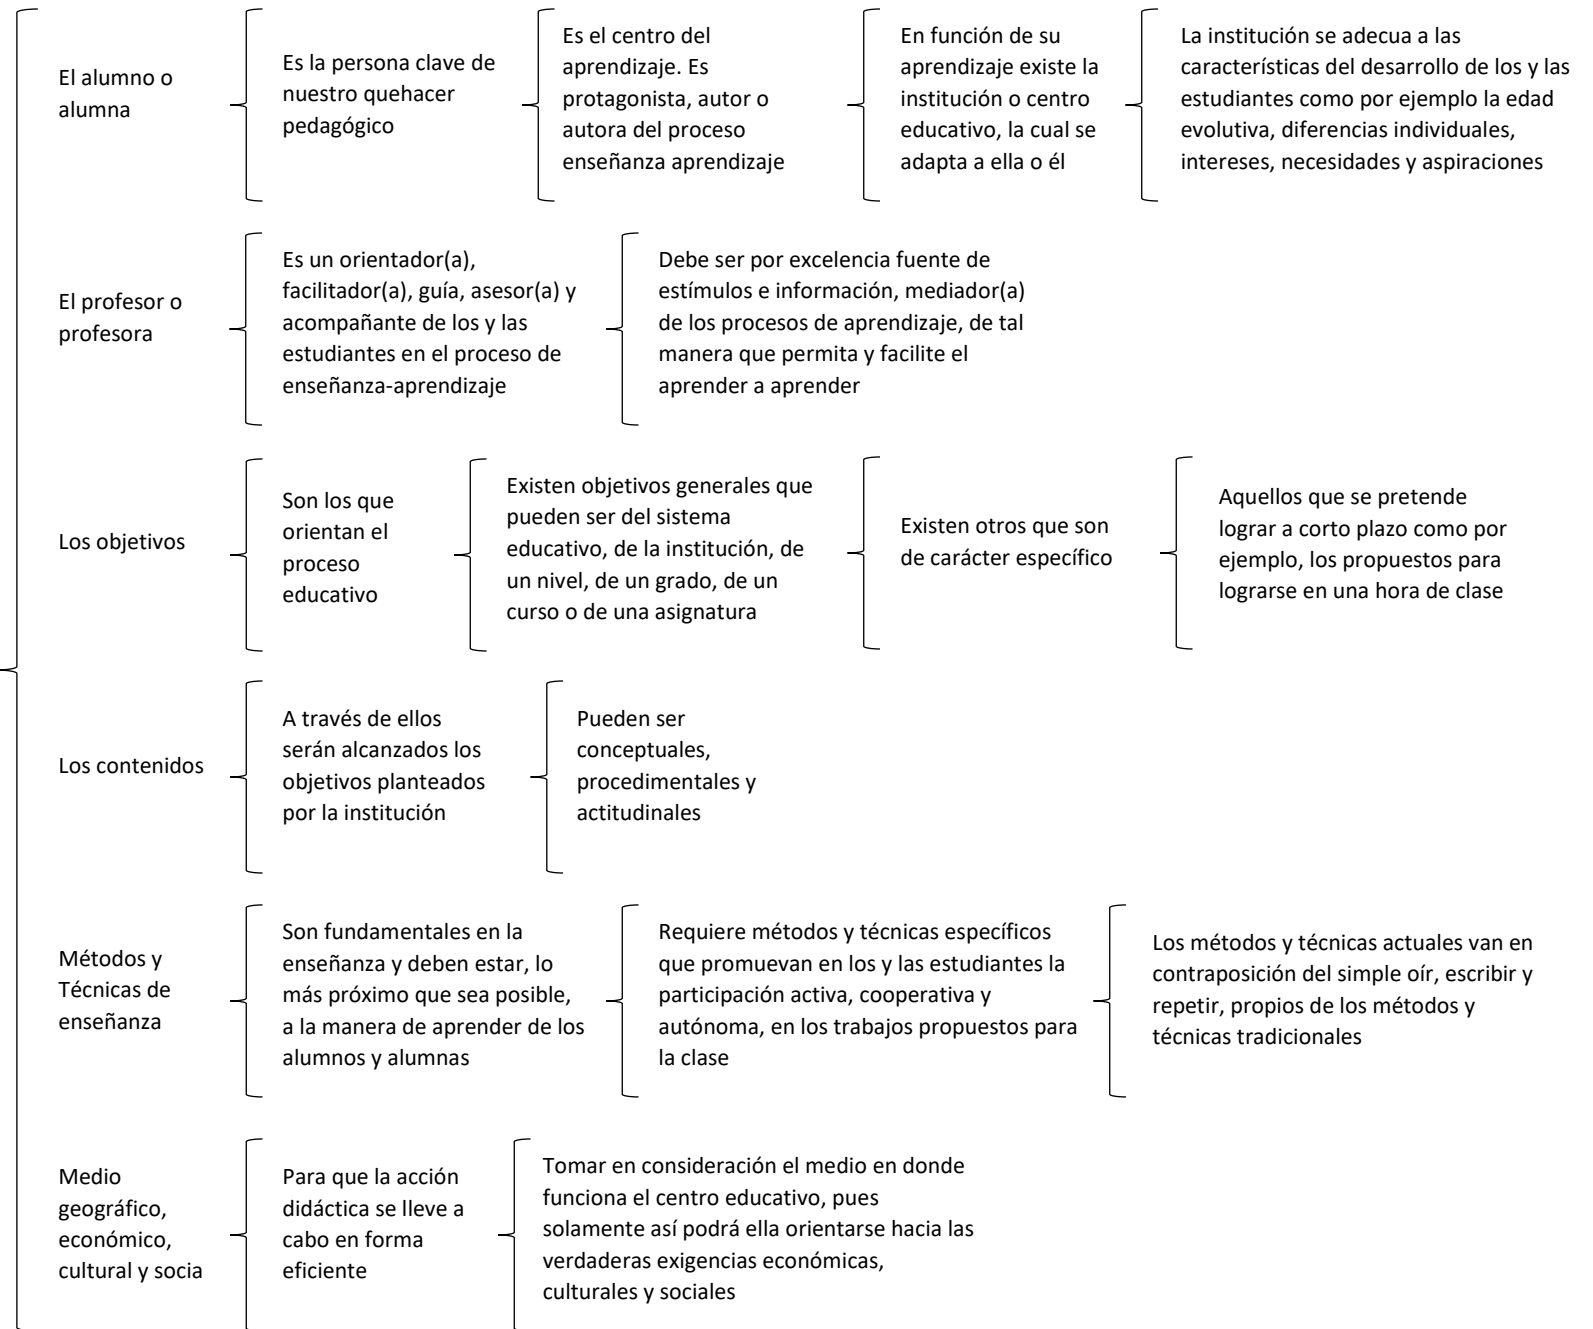 El alumno o
alumna
Es la persona clave de
nuestro quehacer
pedagógico
Es el centro del
aprendizaje. Es
protagonista, autor o
autora del proceso
enseñanza aprendizaje
En función de su
aprendizaje existe la
institución o centro
educativo, la cual se
adapta a ella o él
La institución se adecua a las
características del desarrollo de los y las
estudiantes como por ejemplo la edad
evolutiva, diferencias individuales,
intereses, necesidades y aspiraciones
El profesor o
profesora
Es un orientador(a),
facilitador(a), guía, asesor(a) y
acompañante de los y las
estudiantes en el proceso de
enseñanza-aprendizaje
Debe ser por excelencia fuente de
estímulos e información, mediador(a)
de los procesos de aprendizaje, de tal
manera que permita y facilite el
aprender a aprender
Los objetivos
Son los que
orientan el
proceso
educativo
Existen objetivos generales que
pueden ser del sistema
educativo, de la institución, de
un nivel, de un grado, de un
curso o de una asignatura
Existen otros que son
de carácter específico
Aquellos que se pretende
lograr a corto plazo como por
ejemplo, los propuestos para
lograrse en una hora de clase
Los contenidos
A través de ellos
serán alcanzados los
objetivos planteados
por la institución
Pueden ser
conceptuales,
procedimentales y
actitudinales
Métodos y
Técnicas de
enseñanza
Son fundamentales en la
enseñanza y deben estar, lo
más próximo que sea posible,
a la manera de aprender de los
alumnos y alumnas
Requiere métodos y técnicas específicos
que promuevan en los y las estudiantes la
participación activa, cooperativa y
autónoma, en los trabajos propuestos para
la clase
Los métodos y técnicas actuales van en
contraposición del simple oír, escribir y
repetir, propios de los métodos y
técnicas tradicionales
Medio
geográfico,
económico,
cultural y socia
Para que la acción
didáctica se lleve a
cabo en forma
eficiente
Tomar en consideración el medio en donde
funciona el centro educativo, pues
solamente así podrá ella orientarse hacia las
verdaderas exigencias económicas,
culturales y sociales